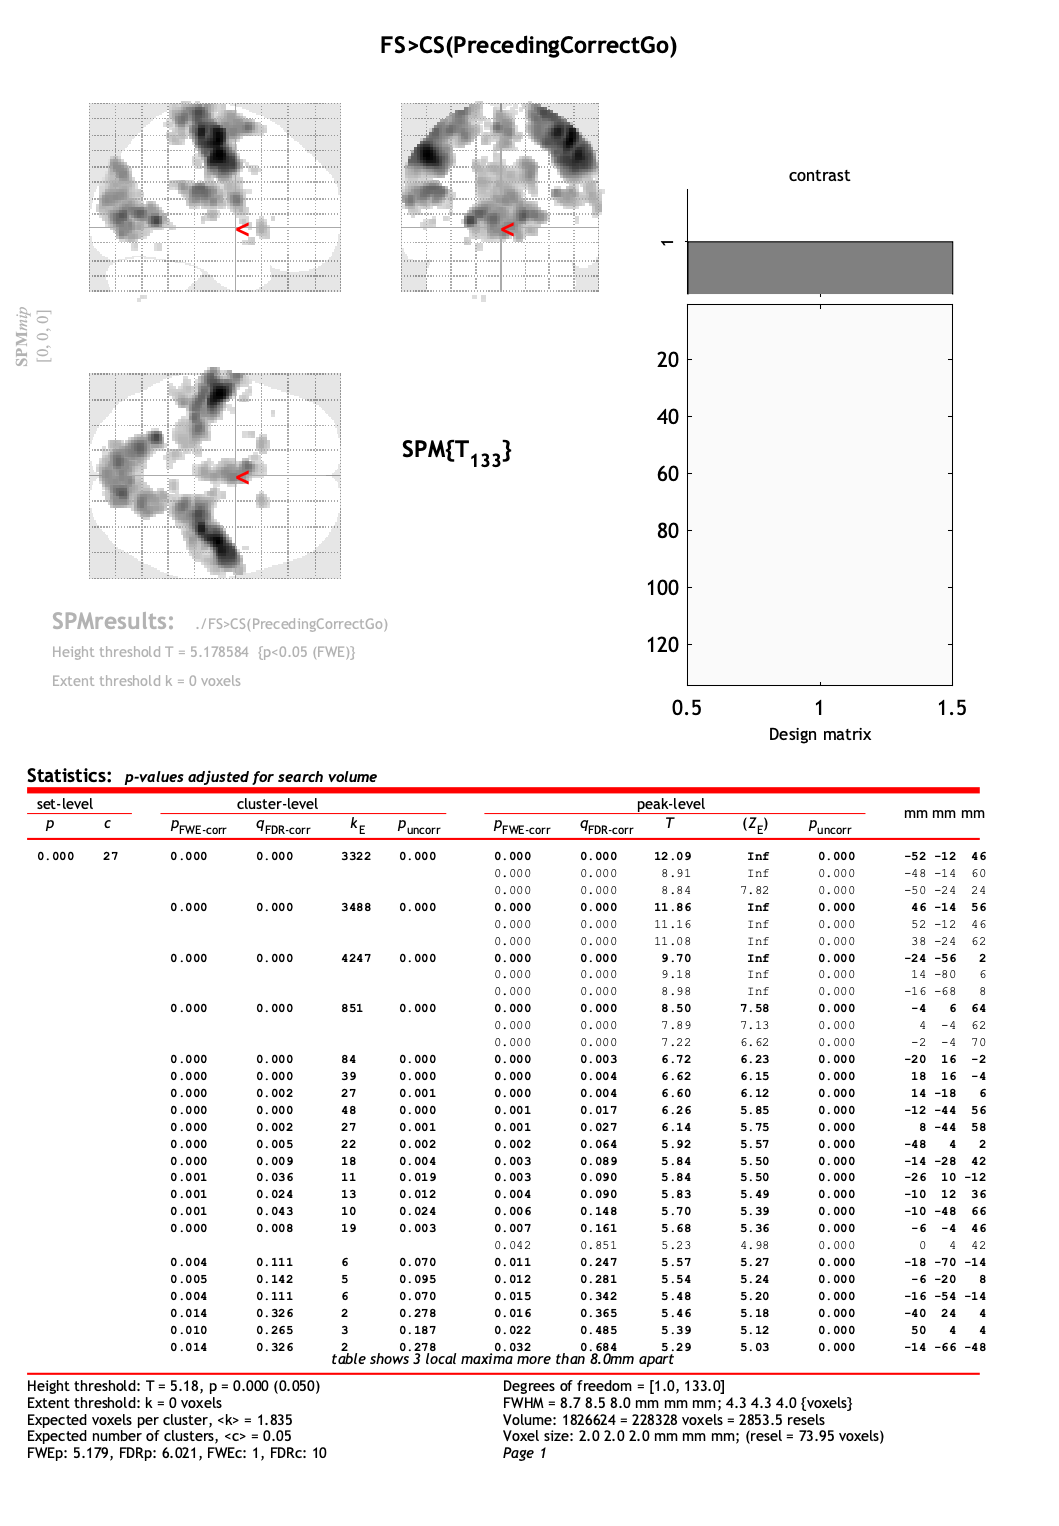 FS>CS(PrecedingCorrectGo)
<
<
<
SPMmip
[0, 0, 0]
SPM{T133}
contrast
1
20
40
60
80
100
120
0.5 1 1.5
Design matrix
SPMresults: ./FS>CS(PrecedingCorrectGo)
Height threshold T = 5.178584 {p<0.05 (FWE)}
Extent threshold k = 0 voxels
Statistics: p-values adjusted for search volume
set-level cluster-level peak-level mm mm mm
p c pFWE-corr qFDR-corr kE puncorr pFWE-corr qFDR-corr T (ZE) puncorr
0.000 27 0.000 0.000 3322 0.000 0.000 0.000 12.09 Inf 0.000 -52 -12 46
0.000 0.000 8.91 Inf 0.000 -48 -14 60
0.000 0.000 8.84 7.82 0.000 -50 -24 24
0.000 0.000 3488 0.000 0.000 0.000 11.86 Inf 0.000 46 -14 56
0.000 0.000 11.16 Inf 0.000 52 -12 46
0.000 0.000 11.08 Inf 0.000 38 -24 62
0.000 0.000 4247 0.000 0.000 0.000 9.70 Inf 0.000 -24 -56 2
0.000 0.000 9.18 Inf 0.000 14 -80 6
0.000 0.000 8.98 Inf 0.000 -16 -68 8
0.000 0.000 851 0.000 0.000 0.000 8.50 7.58 0.000 -4 6 64
0.000 0.000 7.89 7.13 0.000 4 -4 62
0.000 0.000 7.22 6.62 0.000 -2 -4 70
0.000 0.000 84 0.000 0.000 0.003 6.72 6.23 0.000 -20 16 -2
0.000 0.000 39 0.000 0.000 0.004 6.62 6.15 0.000 18 16 -4
0.000 0.002 27 0.001 0.000 0.004 6.60 6.12 0.000 14 -18 6
0.000 0.000 48 0.000 0.001 0.017 6.26 5.85 0.000 -12 -44 56
0.000 0.002 27 0.001 0.001 0.027 6.14 5.75 0.000 8 -44 58
0.000 0.005 22 0.002 0.002 0.064 5.92 5.57 0.000 -48 4 2
0.000 0.009 18 0.004 0.003 0.089 5.84 5.50 0.000 -14 -28 42
0.001 0.036 11 0.019 0.003 0.090 5.84 5.50 0.000 -26 10 -12
0.001 0.024 13 0.012 0.004 0.090 5.83 5.49 0.000 -10 12 36
0.001 0.043 10 0.024 0.006 0.148 5.70 5.39 0.000 -10 -48 66
0.000 0.008 19 0.003 0.007 0.161 5.68 5.36 0.000 -6 -4 46
0.042 0.851 5.23 4.98 0.000 0 4 42
0.004 0.111 6 0.070 0.011 0.247 5.57 5.27 0.000 -18 -70 -14
0.005 0.142 5 0.095 0.012 0.281 5.54 5.24 0.000 -6 -20 8
0.004 0.111 6 0.070 0.015 0.342 5.48 5.20 0.000 -16 -54 -14
0.014 0.326 2 0.278 0.016 0.365 5.46 5.18 0.000 -40 24 4
0.010 0.265 3 0.187 0.022 0.485 5.39 5.12 0.000 50 4 4
0.014 0.326 2 0.278 0.032 0.684 5.29 5.03 0.000 -14 -66 -48
table shows 3 local maxima more than 8.0mm apart
Height threshold: T = 5.18, p = 0.000 (0.050)
Extent threshold: k = 0 voxels
Expected voxels per cluster, <k> = 1.835
Expected number of clusters, <c> = 0.05
FWEp: 5.179, FDRp: 6.021, FWEc: 1, FDRc: 10
Degrees of freedom = [1.0, 133.0]
FWHM = 8.7 8.5 8.0 mm mm mm; 4.3 4.3 4.0 {voxels}
Volume: 1826624 = 228328 voxels = 2853.5 resels
Voxel size: 2.0 2.0 2.0 mm mm mm; (resel = 73.95 voxels)
Page 1